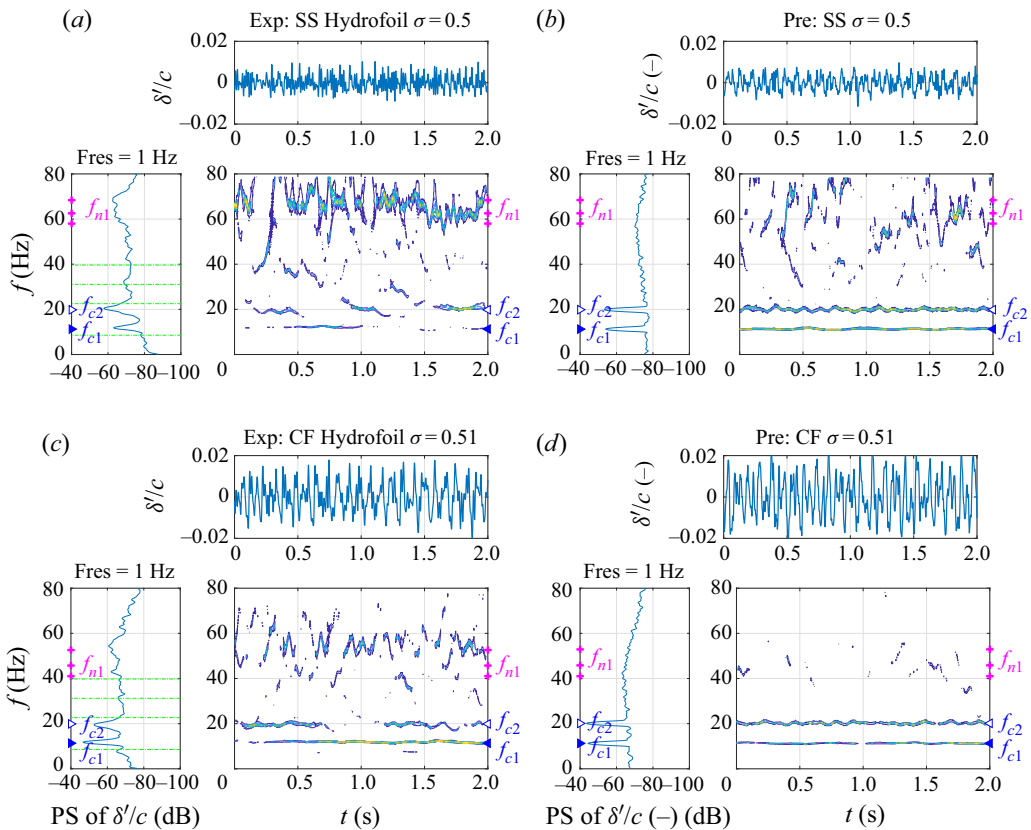 (a) Exp: SS Hydrofoil σ = 0.5
0.02
δ′/c 0
−0.02
0 0.5 1.0 1.5 2.0
Fres = 1 Hz
80 80
f_n1 60 60 f_n1
f (Hz) 40 40
f_c2 20 20 f_c2
f_c1 f_c1
0 0
−40 −60 −80 −100 0 0.5 1.0 1.5 2.0
(b) Pre: SS σ = 0.5
0.02
δ′/c (–) 0
−0.02
0 0.5 1.0 1.5 2.0
Fres = 1 Hz
80 80
f_n1 60 60 f_n1
40 40
f_c2 20 20 f_c2
f_c1 f_c1
0
−40 −60 −80 −100 0 0.5 1.0 1.5 2.0
(c) Exp: CF Hydrofoil σ = 0.51
0.02
δ′/c 0
−0.02
0 0.5 1.0 1.5 2.0
Fres = 1 Hz
80 80
60 60
f (Hz) f_n1 40 40 f_n1
f_c2 20 20 f_c2
f_c1 f_c1
0 0
−40 −60 −80 −100 0 0.5 1.0 1.5 2.0
PS of δ′/c (dB) t (s)
(d) Pre: CF σ = 0.51
0.02
δ′/c (–) 0
−0.02
0 0.5 1.0 1.5 2.0
Fres = 1 Hz
80 80
60 60
f_n1 40 40 f_n1
f_c2 20 20 f_c2
f_c1 f_c1
0 0
−40 −60 −80 −100 0 0.5 1.0 1.5 2.0
PS of δ′/c (–) (dB) t (s)